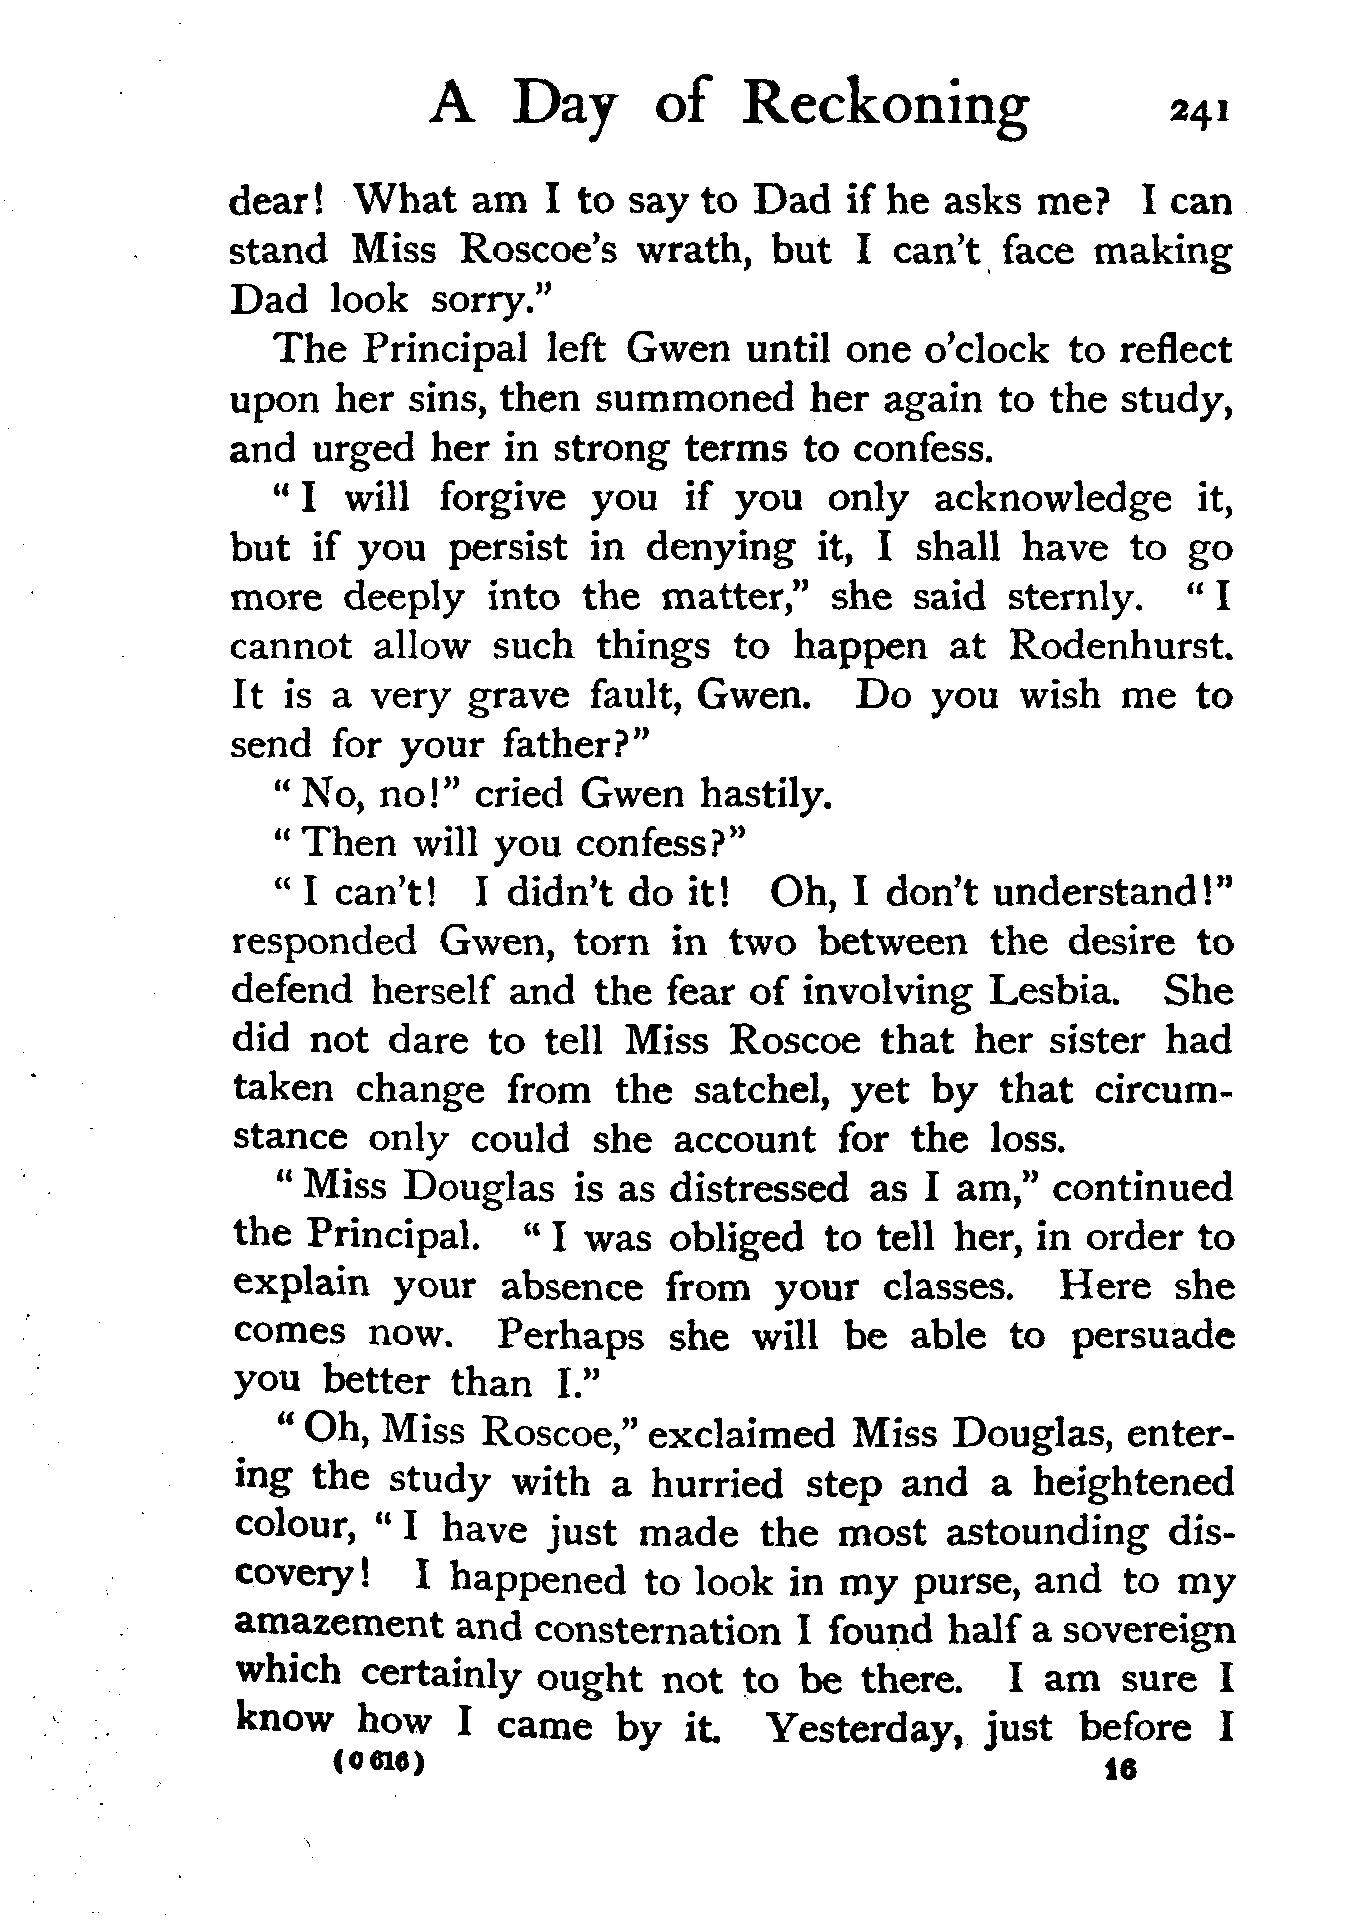 A Day of Reckoning 241
dear! What am I to say to Dad if he asks me? I can
stand Miss Roscoe's wrath, but I can't face making
Dad look sorry."
The Principal left Gwen until one o'clock to reflect
upon her sins, then summoned her again to the study,
and urged her in strong terms to confess.
"I will forgive you if you only acknowledge it,
but if you persist in denying it, I shall have to go
more deeply into the matter," she said sternly. "I
cannot allow such things to happen at Rodenhurst.
It is a very grave fault, Gwen. Do you wish me to
send for your father?"
"No, no!" cried Gwen hastily.
"Then will you confess?"
"I can't! I didn't do it! Oh, I don't understand!"
responded Gwen, torn in two between the desire to
defend herself and the fear of involving Lesbia. She
did not dare to tell Miss Roscoe that her sister had
taken change from the satchel, yet by that circum-
stance only could she account for the loss.
"Miss Douglas is as distressed as I am," continued
the Principal. "I was obliged to tell her, in order to
explain your absence from your classes. Here she
comes now. Perhaps she will be able to persuade
you better than I."
"Oh, Miss Roscoe," exclaimed Miss Douglas, enter-
ing the study with a hurried step and a heightened
colour, "I have just made the most astounding dis-
covery! I happened to look in my purse, and to my
amazement and consternation I found half a sovereign
which certainly ought not to be there. I am sure I
know how I came by it. Yesterday, just before I
(0 616) 16